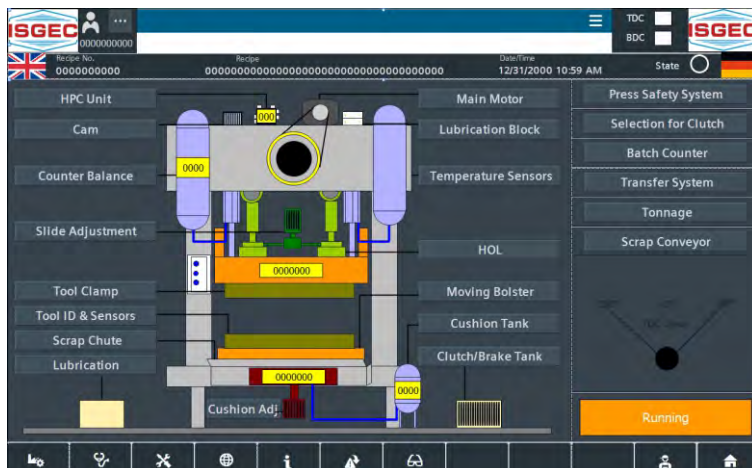 ISGEC
...
0000000000
TDC
BDC
ISGEC
Recipe No.
0000000000
Recipe
00000000000000000000000000000000000000000
Date/Time
12/31/2000 10:59 AM
State
HPC Unit
000
Main Motor
Press Safety System
Cam
Lubrication Block
Selection for Clutch
Batch Counter
Counter Balance
0000
Temperature Sensors
Transfer System
Tonnage
Slide Adjustment
HOL
Scrap Conveyor
0000000
Tool Clamp
Moving Bolster
Tool ID & Sensors
Cushion Tank
Scrap Chute
Clutch/Brake Tank
Lubrication
0000000
0000
Cushion Adj
Running